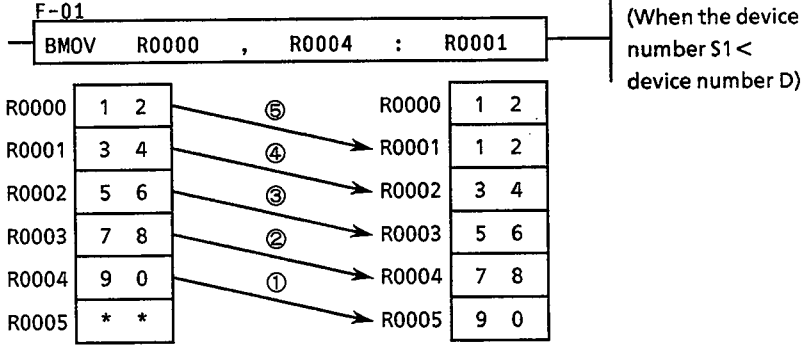 F-01
BMOV R0000 , R0004 : R0001
(When the device
number S1 <
device number D)
R0000 1 2 ⑤ R0000 1 2
R0001 3 4 ④ R0001 1 2
R0002 5 6 ③ R0002 3 4
R0003 7 8 ② R0003 5 6
R0004 9 0 ① R0004 7 8
R0005 * * R0005 9 0